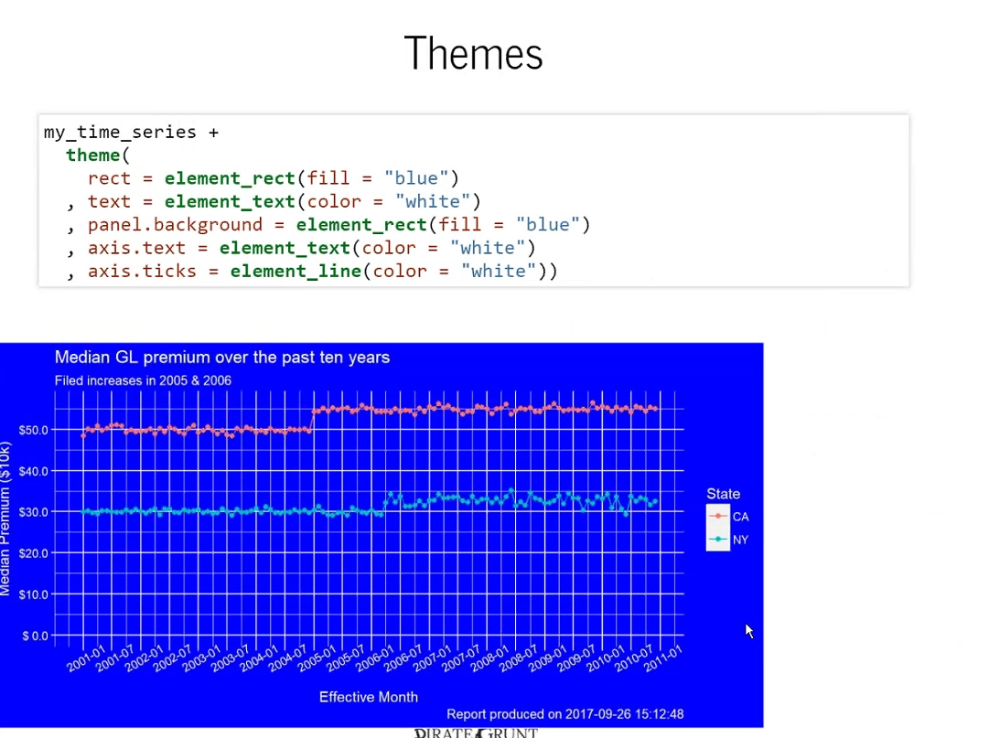 Themes
my_time_series +
theme(
rect = element_rect(fill = "blue")
, text = element_text(color = "white")
, panel.background = element_rect(fill = "blue")
, axis.text = element_text(color = "white")
, axis.ticks = element_line(color = "white"))
Median GL premium over the past ten years
Filed increases in 2005 & 2006
Median Premium ($10k)
$50.0
$40.0
$30.0
$20.0
$10.0
$ 0.0
State
CA
NY
2001-01
2001-07
2002-01
2002-07
2003-01
2003-07
2004-01
2004-07
2005-01
2005-07
2006-01
2006-07
2007-01
2007-07
2008-01
2008-07
2009-01
2009-07
2010-01
2010-07
2011-01
Effective Month
Report produced on 2017-09-26 15:12:48
PIRATE GRUNT